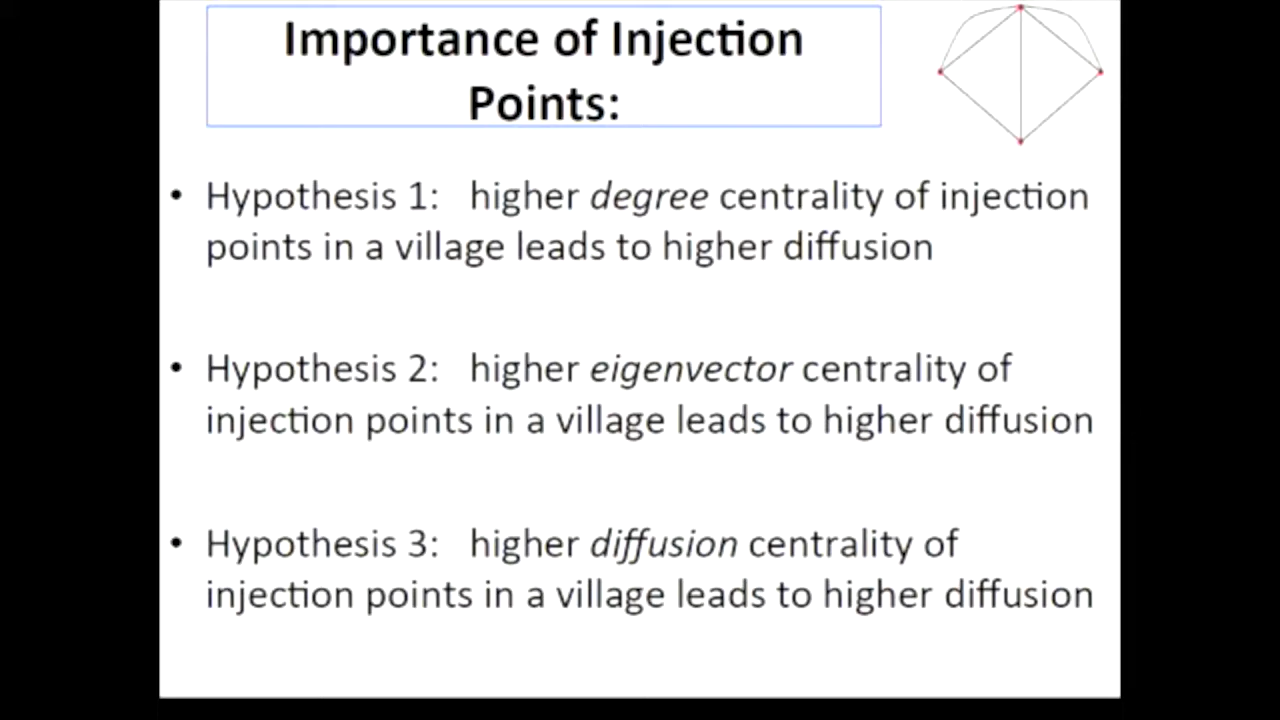 Importance of Injection
Points:
• Hypothesis 1: higher degree centrality of injection
points in a village leads to higher diffusion
• Hypothesis 2: higher eigenvector centrality of
injection points in a village leads to higher diffusion
• Hypothesis 3: higher diffusion centrality of
injection points in a village leads to higher diffusion